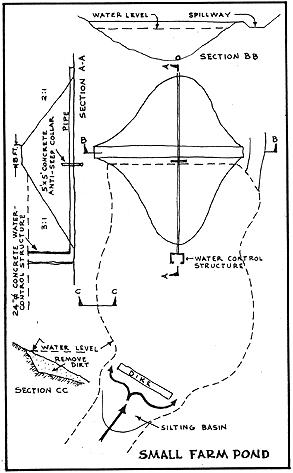 WATER LEVEL
SPILLWAY
SECTION BB
A
SECTION A-A
2:1
PIPE
8 FT.
5'x5' CONCRETE
ANTI-SEEP COLLAR
3:1
24"Ø CONCRETE WATER-
CONTROL STRUCTURE
B
B
WATER CONTROL
STRUCTURE
A
C
C
WATER LEVEL
REMOVE
DIRT
SECTION CC
DIKE
SILTING BASIN
SMALL FARM POND